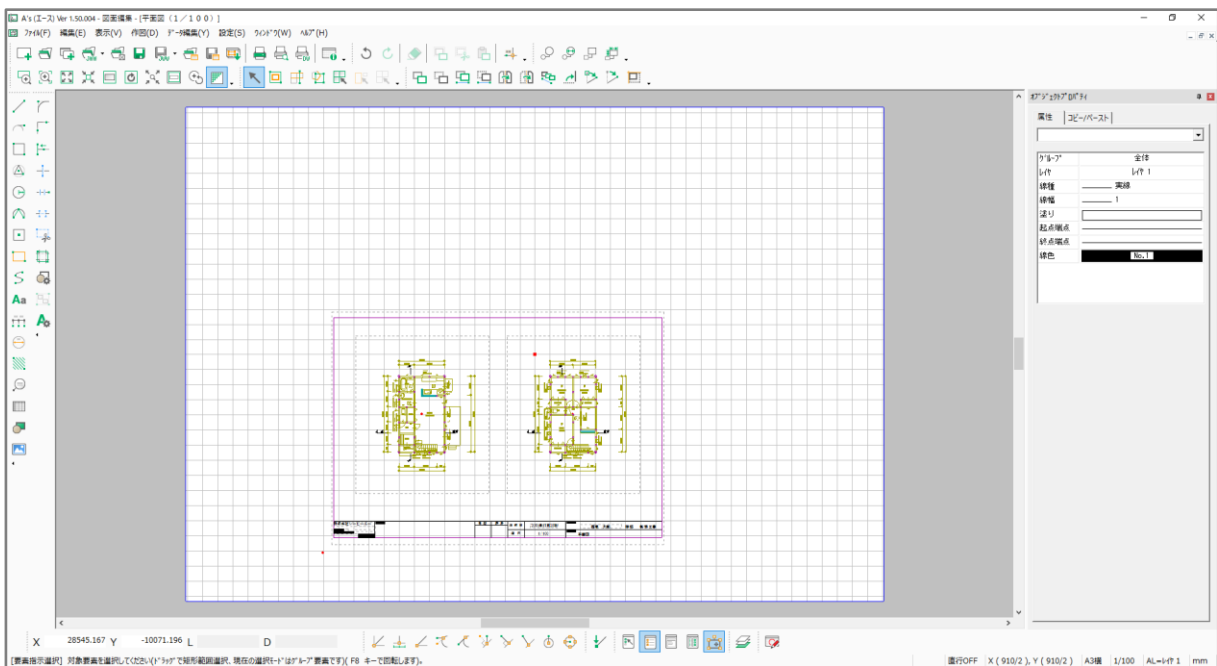 A's (エース) Ver 1.50.004 - 図面編集 - [平面図 (1/100)]
ﾌｧｲﾙ(F) 編集(E) 表示(V) 作図(D) ﾃﾞｰﾀ編集(Y) 設定(S) ｳｨﾝﾄﾞｳ(W) ﾍﾙﾌﾟ(H)
ｵﾌﾞｼﾞｪｸﾄﾌﾟﾛﾊﾟﾃｨ
属性 コピー/ペースト
ｸﾞﾙｰﾌﾟ 全体
ﾚｲﾔ ﾚｲﾔ 1
線種 実線
線幅 1
塗り
起点端点
終点端点
線色 No.1
Aa
A
X 28545.167 Y -10071.196 L D
[要素指示選択] 対象要素を選択してください(ﾄﾞﾗｯｸﾞで矩形範囲選択、現在の選択ﾓｰﾄﾞはｸﾞﾙｰﾌﾟ要素です)( F8 キーで回転します)。
直行OFF X ( 910/2 ), Y ( 910/2 ) A3横 1/100 AL=ﾚｲﾔ 1 mm